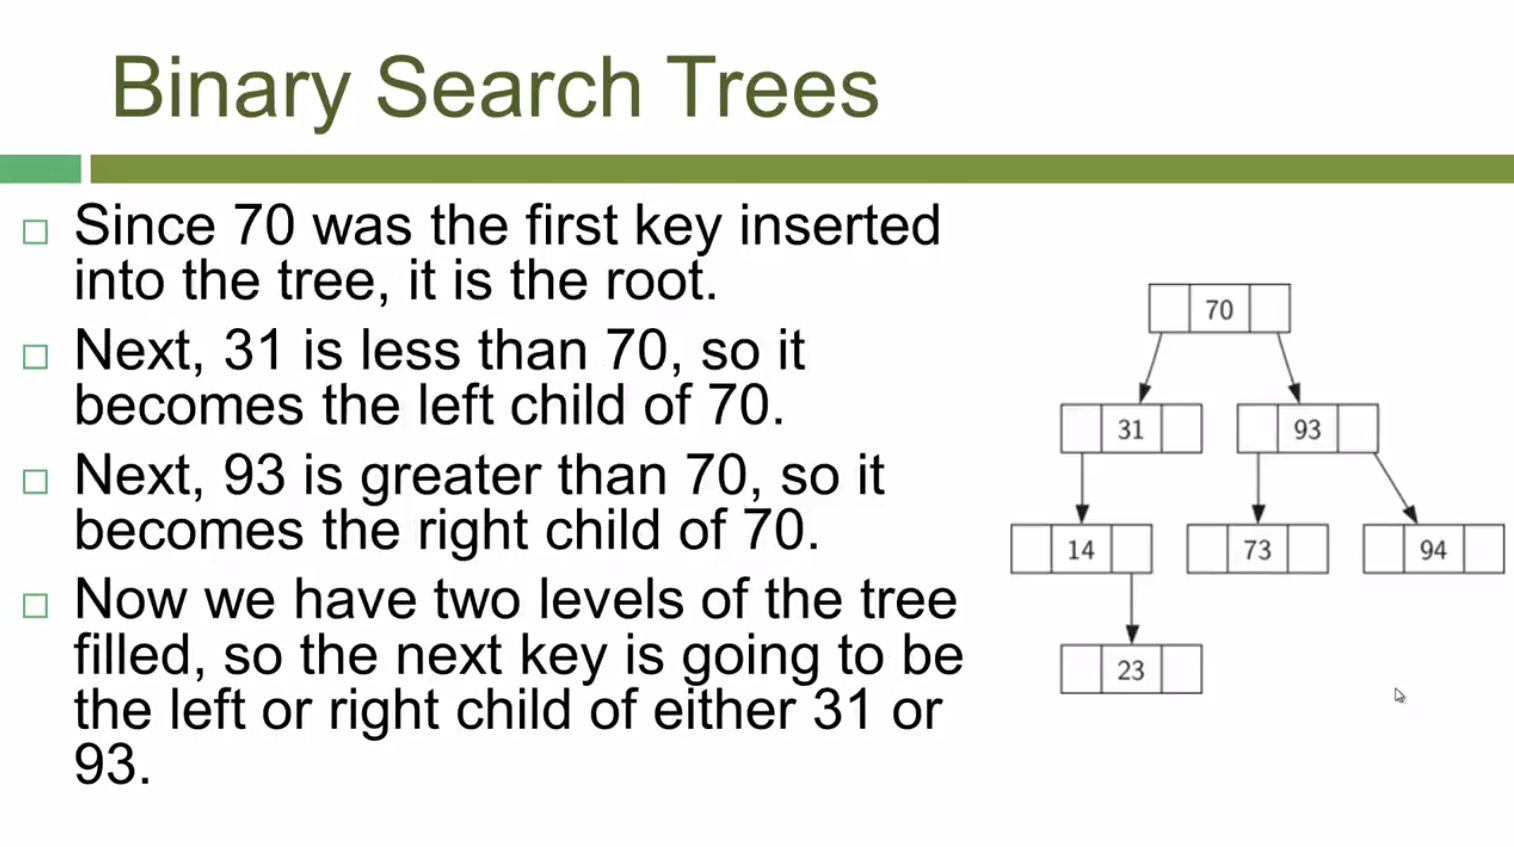 Binary Search Trees
Since 70 was the first key inserted
into the tree, it is the root.
Next, 31 is less than 70, so it
becomes the left child of 70.
Next, 93 is greater than 70, so it
becomes the right child of 70.
Now we have two levels of the tree
filled, so the next key is going to be
the left or right child of either 31 or
93.
70
31 93
14 73 94
23